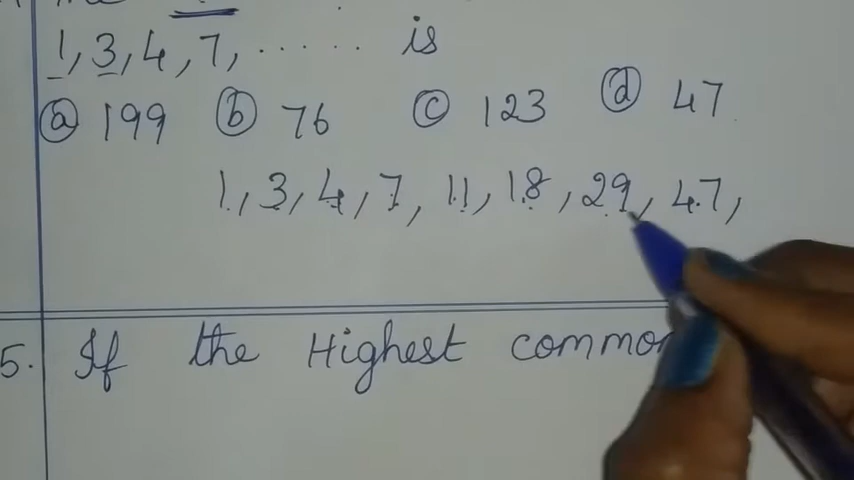 1, 3, 4, 7, ...... is
ⓐ 199 ⓑ 76 ⓒ 123 ⓓ 47
1, 3, 4, 7, 11, 18, 29, 47,
5. If the Highest common